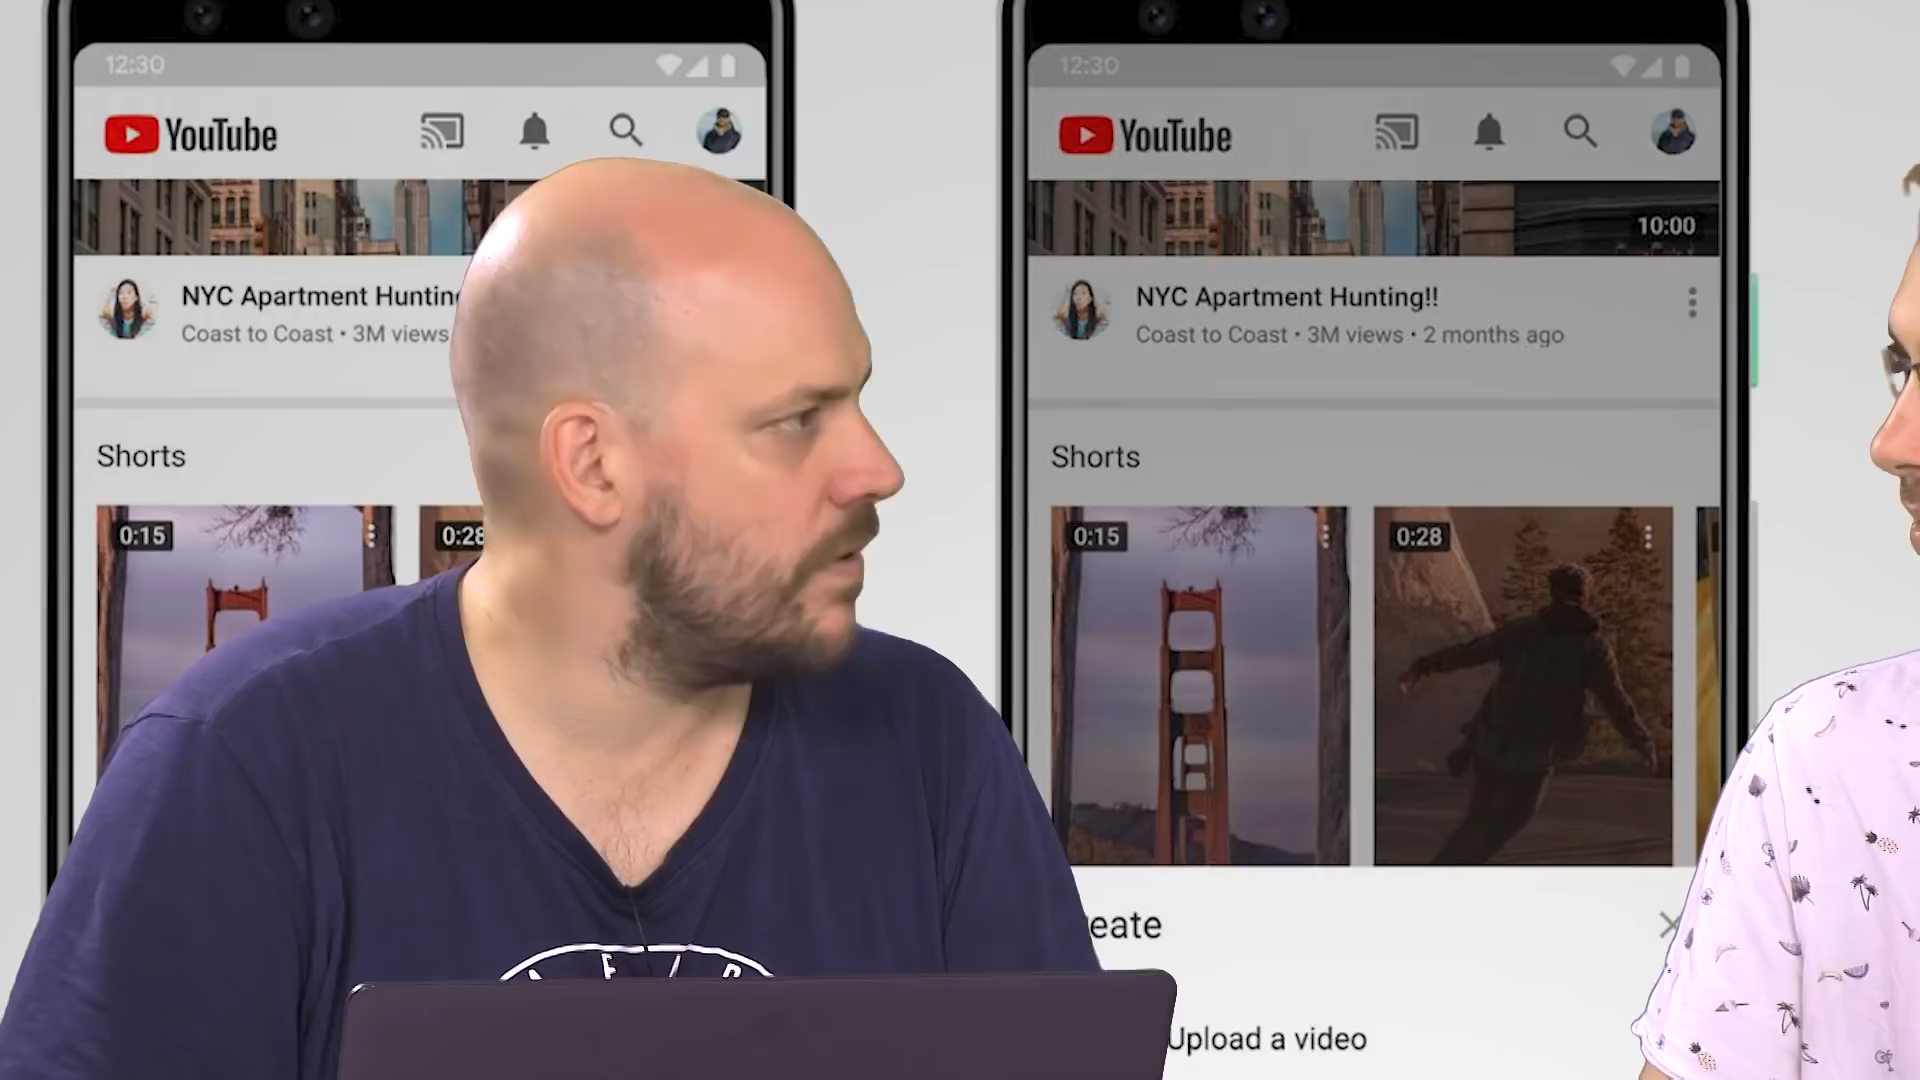 12:30
YouTube
NYC Apartment Huntin
Coast to Coast • 3M views
Shorts
0:15
0:28
12:30
YouTube
10:00
NYC Apartment Hunting!!
Coast to Coast • 3M views • 2 months ago
Shorts
0:15
0:28
eate
Upload a video